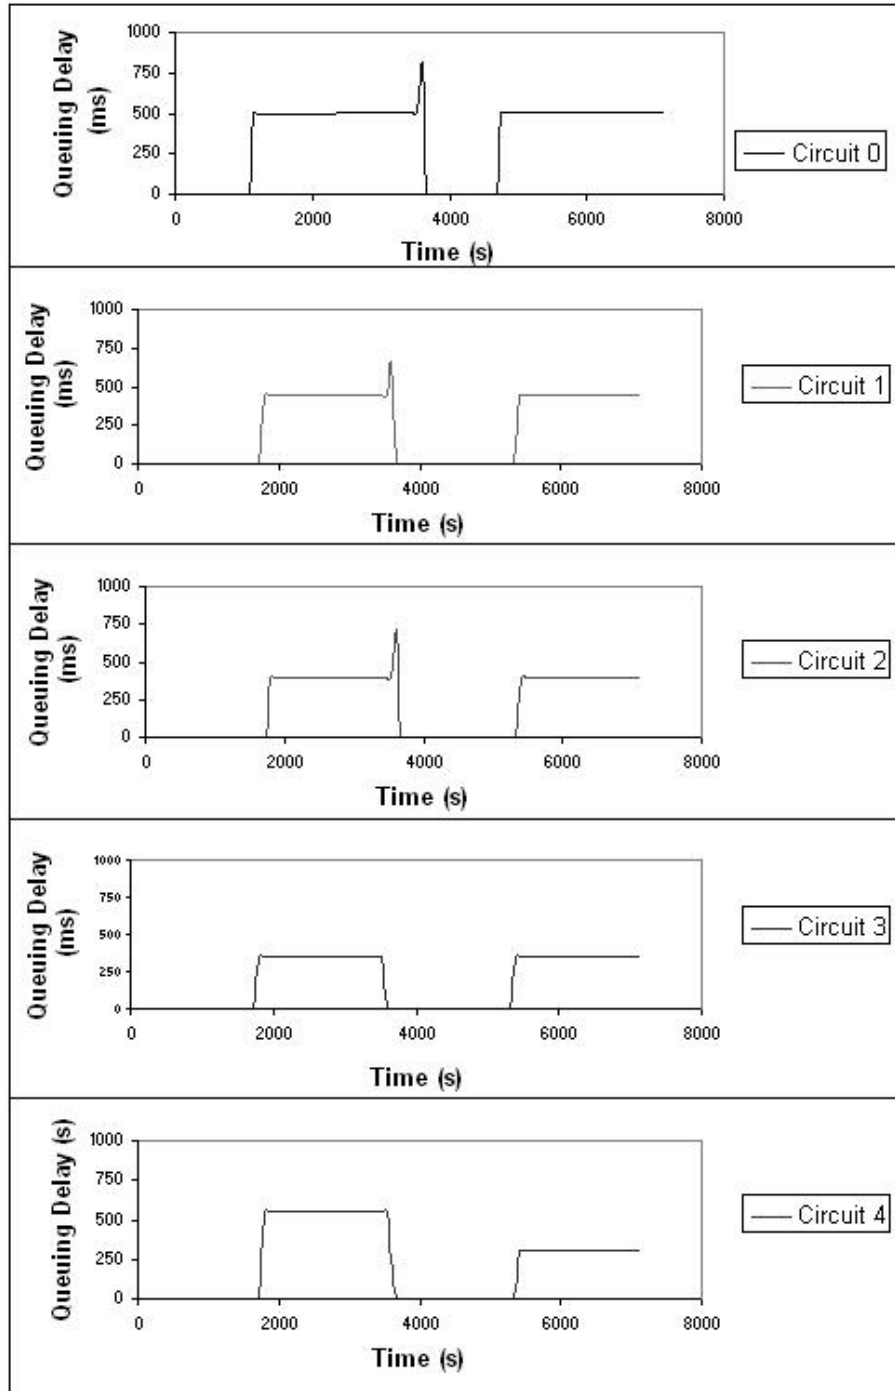 Queuing Delay
(ms)
1000
750
500
250
0
0 2000 4000 6000 8000
Time (s)
Circuit 0
Queuing Delay
(ms)
1000
750
500
250
0
0 2000 4000 6000 8000
Time (s)
Circuit 1
Queuing Delay
(ms)
1000
750
500
250
0
0 2000 4000 6000 8000
Time (s)
Circuit 2
Queuing Delay
(ms)
1000
750
500
250
0
0 2000 4000 6000 8000
Time (s)
Circuit 3
Queuing Delay (s)
1000
750
500
250
0
0 2000 4000 6000 8000
Time (s)
Circuit 4